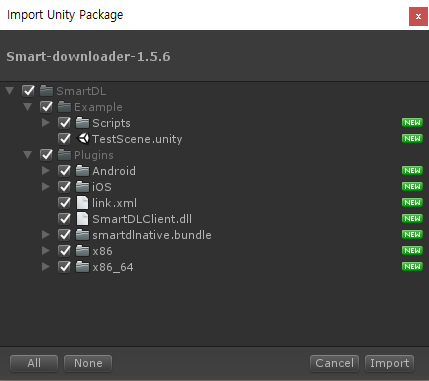 Import Unity Package
x
Smart-downloader-1.5.6
SmartDL
Example
Scripts NEW
TestScene.unity NEW
Plugins
Android NEW
iOS NEW
link.xml NEW
SmartDLClient.dll NEW
smartdlnative.bundle NEW
x86 NEW
x86_64 NEW
All None Cancel Import